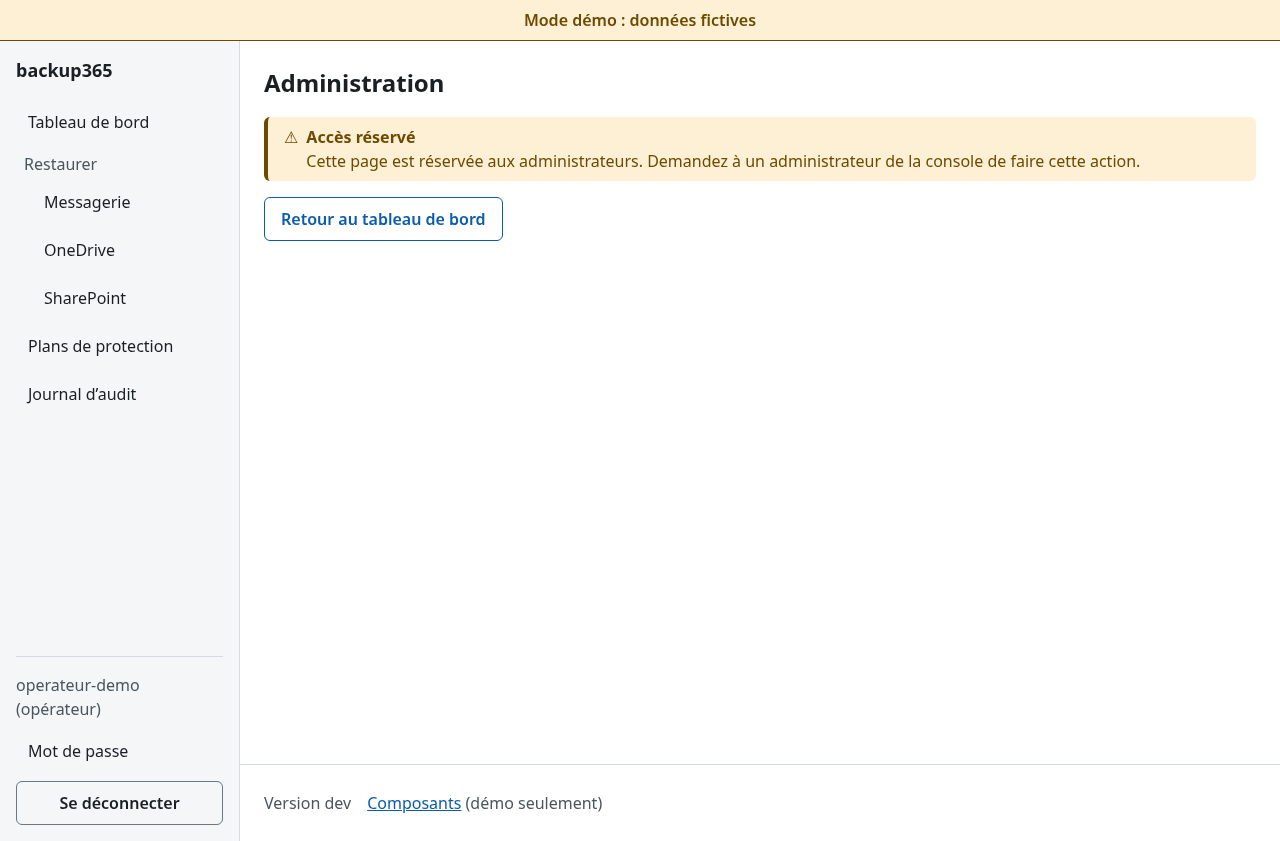 Mode démo : données fictives
backup365
Tableau de bord
Restaurer
Messagerie
OneDrive
SharePoint
Plans de protection
Journal d’audit
operateur-demo
(opérateur)
Mot de passe
Se déconnecter
Administration
⚠ Accès réservé
Cette page est réservée aux administrateurs. Demandez à un administrateur de la console de faire cette action.
Retour au tableau de bord
Version dev Composants (démo seulement)